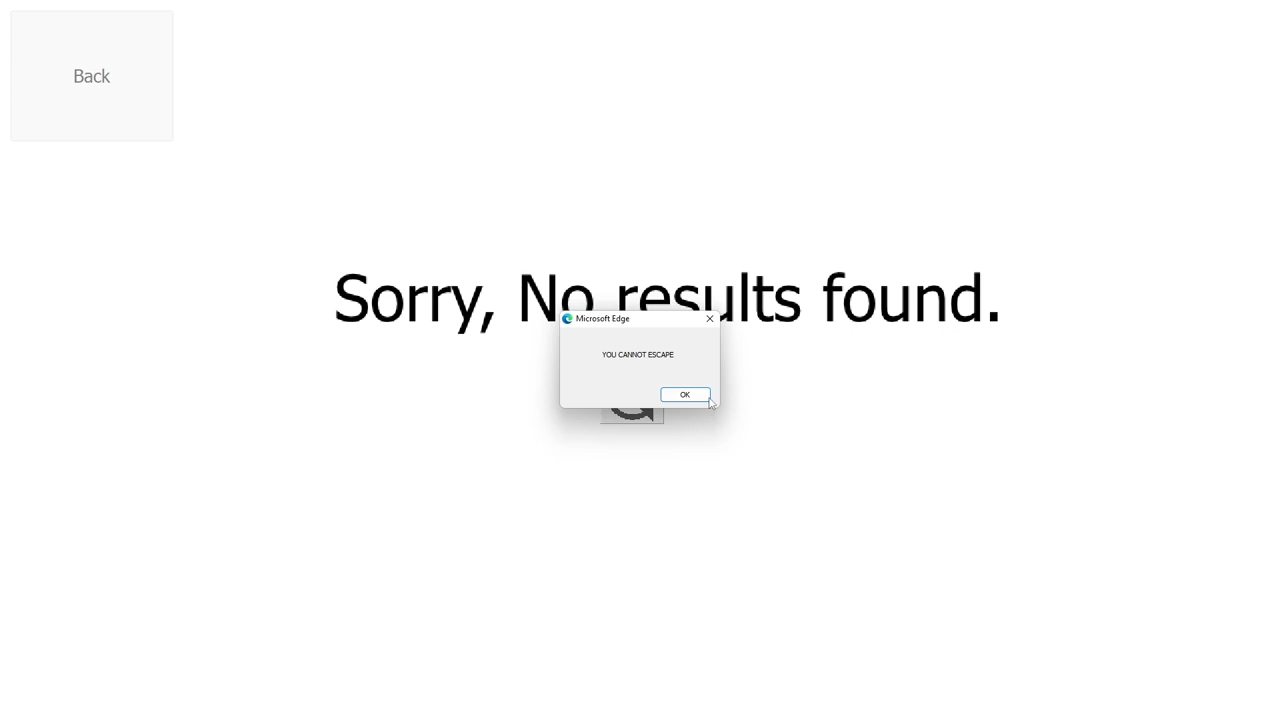 Back
Sorry, No results found.
Microsoft Edge
YOU CANNOT ESCAPE
OK